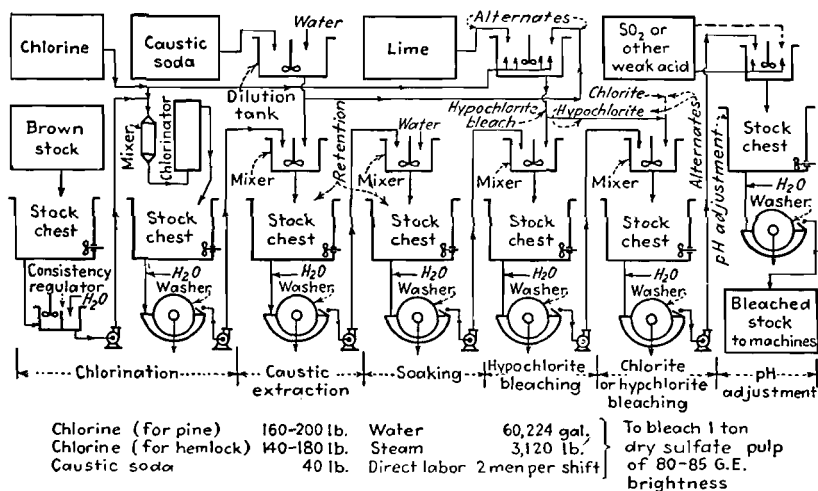 Chlorine
Caustic
soda
Water
Lime
Alternates
SO2 or
other
weak acid
Dilution
tank
Hypochlorite
bleach
Chlorite
Hypochlorite
Alternates
Brown
stock
Mixer
Chlorinator
Mixer
Retention
Water
Mixer
Mixer
Mixer
pH adjustment
Stock
chest
H2O
Washer
Stock
chest
Stock
chest
Stock
chest
Stock
chest
Stock
chest
Stock
chest
Consistency
regulator
H2O
H2O
Washer
H2O
Washer
H2O
Washer
H2O
Washer
H2O
Washer
Bleached
stock
to machines
Chlorination
Caustic
extraction
Soaking
Hypochlorite
bleaching
Chlorite
or hypchlorite
bleaching
pH
adjustment
Chlorine (for pine) 160-200 lb. Water 60,224 gal.
Chlorine (for hemlock) 140-180 lb. Steam 3,120 lb.
Caustic soda 40 lb. Direct labor 2 men per shift
To bleach 1 ton
dry sulfate pulp
of 80-85 G.E.
brightness